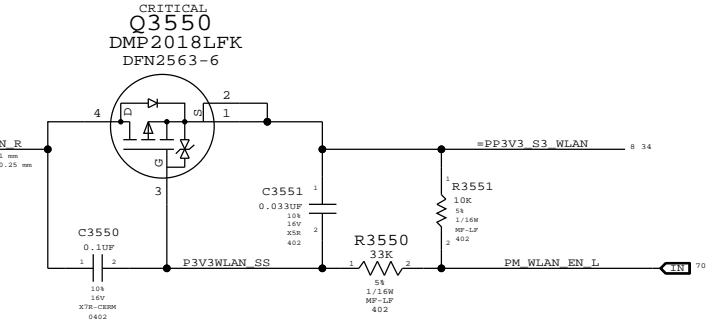 CRITICAL
Q3550
DMP2018LFK
DFN2563-6
2
4
D
S
1
N_R
1 mm
0.25 mm
=PP3V3_S3_WLAN
8 34
G
3
1
R3551
10K
5%
1/16W
MF-LF
402
2
C3551
0.033UF
10%
16V
X5R
402
1
2
C3550
0.1UF
1
2
10%
16V
X7R-CERM
0402
P3V3WLAN_SS
R3550
33K
1
2
5%
1/16W
MF-LF
402
PM_WLAN_EN_L
IN
70